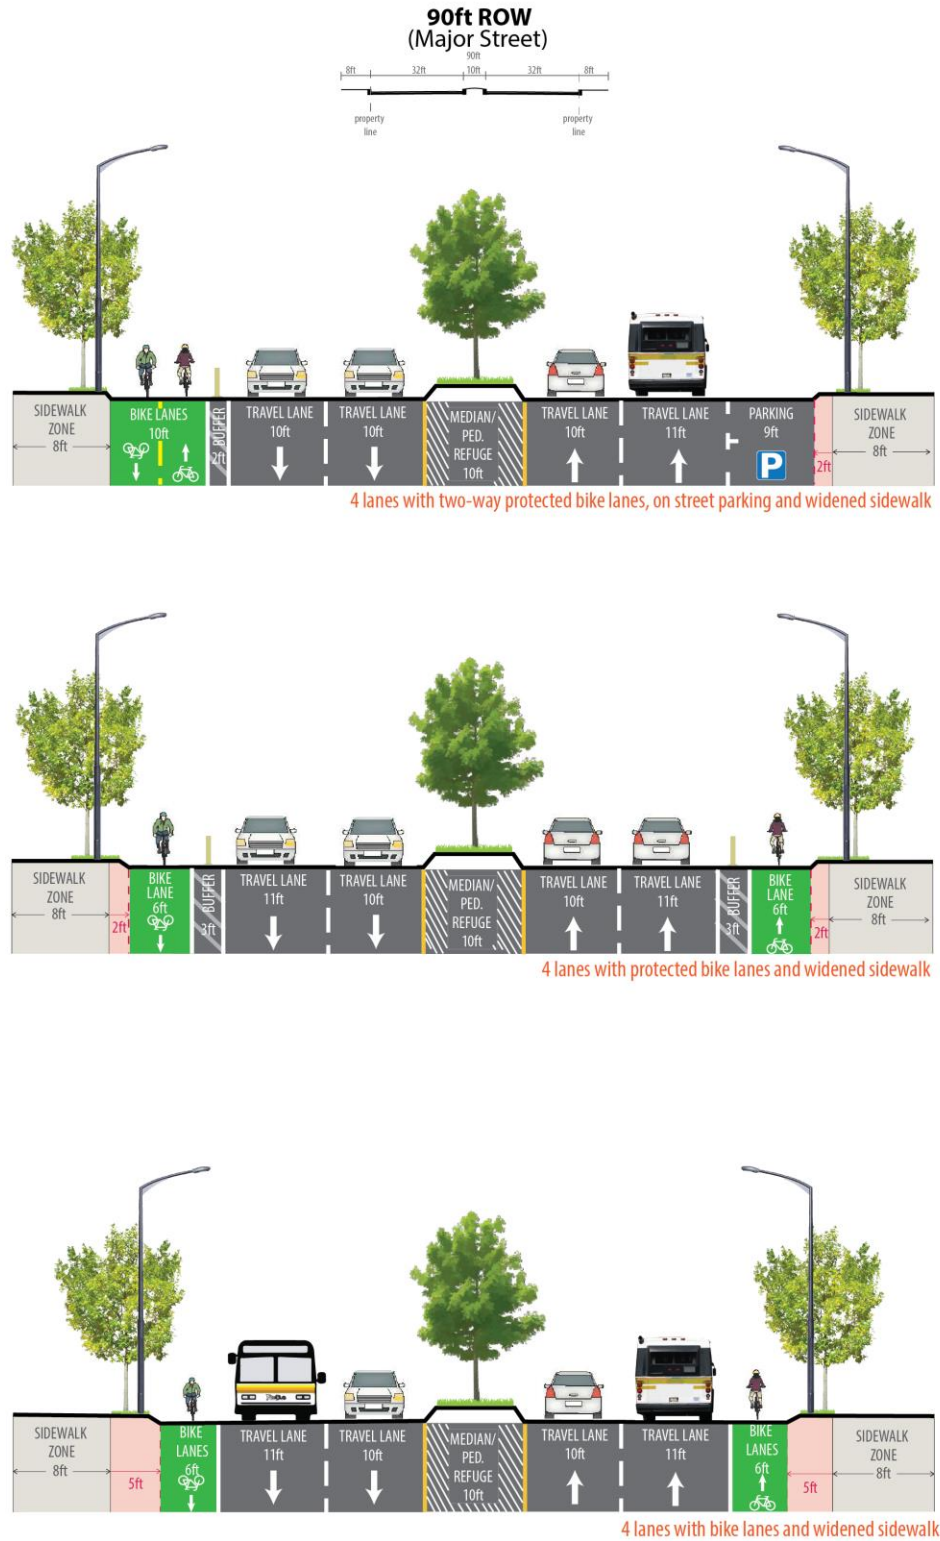 90ft ROW
(Major Street)
90ft
8ft 32ft 10ft 32ft 8ft
property line
property line
SIDEWALK ZONE
8ft
BIKE LANES
10ft
BUFFER
2ft
TRAVEL LANE
10ft
TRAVEL LANE
10ft
MEDIAN/
PED.
REFUGE
10ft
TRAVEL LANE
10ft
TRAVEL LANE
11ft
PARKING
9ft
P
2ft
SIDEWALK ZONE
8ft
4 lanes with two-way protected bike lanes, on street parking and widened sidewalk
SIDEWALK ZONE
8ft
2ft
BIKE
LANE
6ft
BUFFER
3ft
TRAVEL LANE
11ft
TRAVEL LANE
10ft
MEDIAN/
PED.
REFUGE
10ft
TRAVEL LANE
10ft
TRAVEL LANE
11ft
BUFFER
3ft
BIKE
LANE
6ft
2ft
SIDEWALK ZONE
8ft
4 lanes with protected bike lanes and widened sidewalk
SIDEWALK ZONE
8ft
5ft
BIKE
LANES
6ft
TRAVEL LANE
11ft
TRAVEL LANE
10ft
MEDIAN/
PED.
REFUGE
10ft
TRAVEL LANE
10ft
TRAVEL LANE
11ft
BIKE
LANES
6ft
5ft
SIDEWALK ZONE
8ft
4 lanes with bike lanes and widened sidewalk